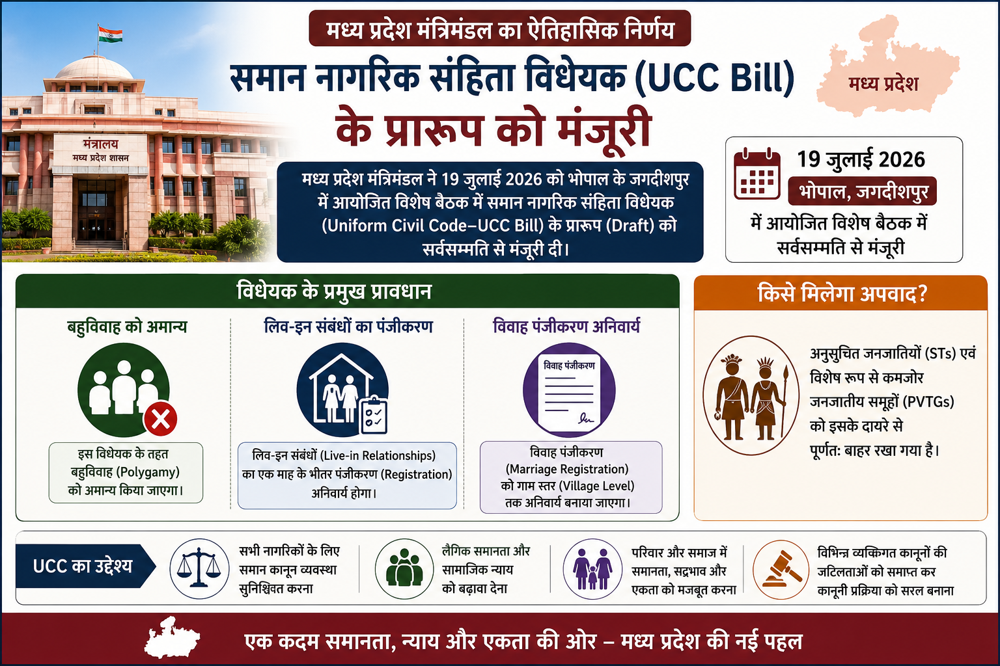 मध्य प्रदेश मंत्रिमंडल का ऐतिहासिक निर्णय
समान नागरिक संहिता विधेयक (UCC Bill)
के प्रारूप को मंजूरी
मध्य प्रदेश
मंत्रालय
मध्य प्रदेश शासन
मध्य प्रदेश मंत्रिमंडल ने 19 जुलाई 2026 को भोपाल के जगदीशपुर
में आयोजित विशेष बैठक में समान नागरिक संहिता विधेयक
(Uniform Civil Code–UCC Bill) के प्रारूप (Draft) को
सर्वसम्मति से मंजूरी दी।
19 जुलाई 2026
भोपाल, जगदीशपुर
में आयोजित विशेष बैठक में
सर्वसम्मति से मंजूरी
विधेयक के प्रमुख प्रावधान
बहुविवाह को अमान्य
इस विधेयक के तहत
बहुविवाह (Polygamy)
को अमान्य किया जाएगा।
लिव-इन संबंधों का पंजीकरण
लिव-इन संबंधों (Live-in Relationships)
का एक माह के भीतर पंजीकरण (Registration)
अनिवार्य होगा।
विवाह पंजीकरण अनिवार्य
विवाह पंजीकरण
विवाह पंजीकरण
(Marriage Registration)
को गाम स्तर (Village Level)
तक अनिवार्य बनाया जाएगा।
किसे मिलेगा अपवाद?
अनुसुचित जनजातियों (STs) एवं
विशेष रूप से कमजोर
जनजातीय समूहों (PVTGs)
को इसके दायरे से
पूर्णत: बाहर रखा गया है।
UCC का उद्देश्य
सभी नागरिकों के लिए
समान कानून व्यवस्था
सुनिश्चित करना
लैगिक समानता और
सामाजिक न्याय
को बढ़ावा देना
परिवार और समाज में
समानता, सद्रभाव और
एकता को मजबूत करना
विभिन्न व्यक्तिगत कानूनों की
जटिलताओं को समाप्त कर
कानूनी प्रक्रिया को सरल बनाना
एक कदम समानता, न्याय और एकता की ओर – मध्य प्रदेश की नई पहल